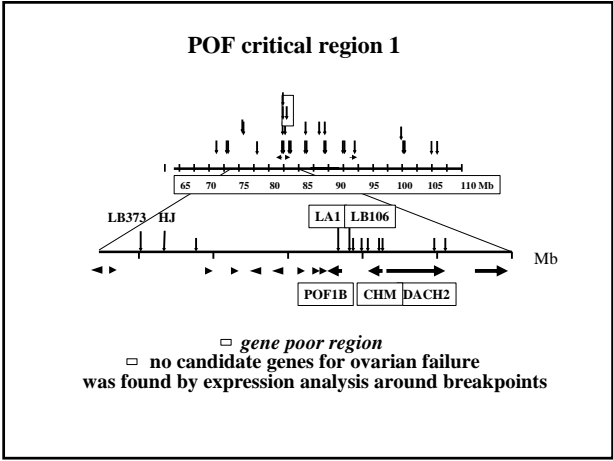 POF critical region 1
65 70 75 80 85 90 95 100 105 110 Mb
LB373 HJ LA1 LB106
Mb
POF1B CHM DACH2
gene poor region
no candidate genes for ovarian failure
was found by expression analysis around breakpoints